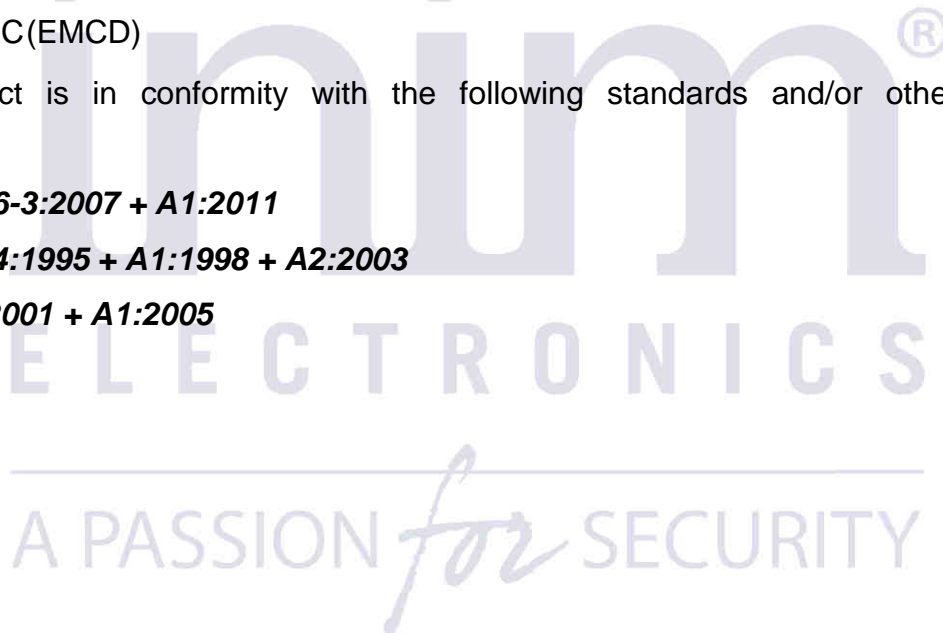 C(EMCD)
ct is in conformity with the following standards and/or othe
6-3:2007 + A1:2011
4:1995 + A1:1998 + A2:2003
001 + A1:2005
inim®
ELECTRONICS
A PASSION for SECURITY